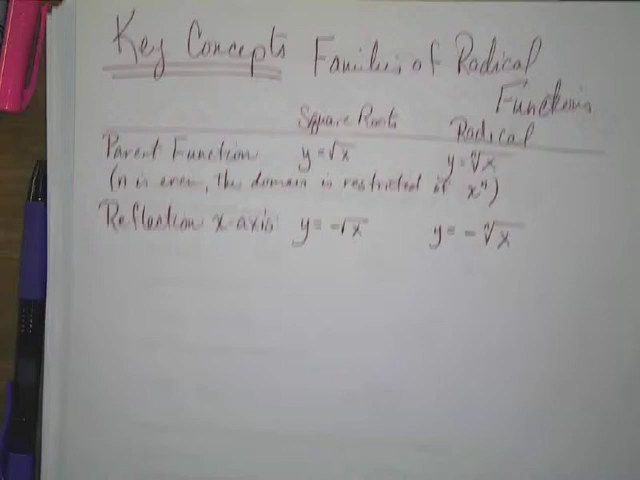 Key Concepts Families of Radical
Functions
Square Roots Radical
Parent Function y = √x y = ⁿ√x
(n is even, the domain is restricted of xⁿ)
Reflection x-axis y = -√x y = - ⁿ√x